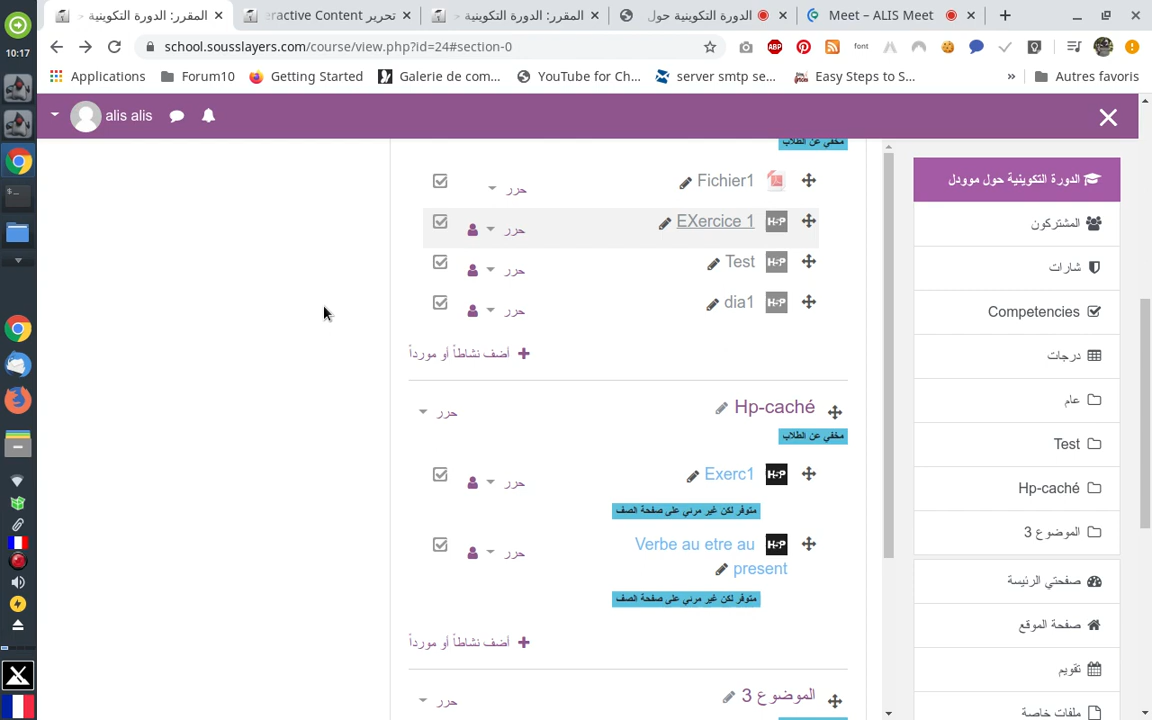 المقرر: الدورة التكوينية >
تحرير eractive Content
المقرر: الدورة التكوينية >
الدورة التكوينية حول
Meet – ALIS Meet
10:17
school.sousslayers.com/course/view.php?id=24#section-0
ABP
font
Applications
Forum10
Getting Started
Galerie de com...
YouTube for Ch...
server smtp se...
Easy Steps to S...
»
Autres favoris
alis alis
الدورة التكوينية حول موودل
المشتركون
شارات
Competencies
درجات
عام
Test
Hp-caché
الموضوع 3
صفحتي الرئيسة
صفحة الموقع
تقويم
ملفات خاصة
مخفي عن الطلاب
Fichier1
حرر
H-P EXercice 1
حرر
H-P Test
حرر
H-P dia1
حرر
أضف نشاطاً أو مورداً
Hp-caché
حرر
مخفي عن الطلاب
H-P Exerc1
حرر
متوفر لكن غير مرئي على صفحة الصف
H-P Verbe au etre au
present
حرر
متوفر لكن غير مرئي على صفحة الصف
أضف نشاطاً أو مورداً
الموضوع 3
حرر